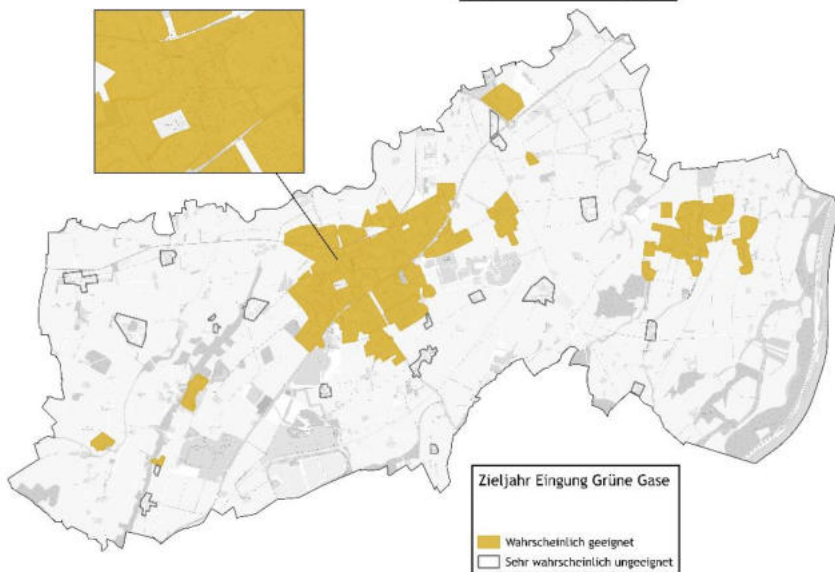 Zieljahr Eingung Grüne Gase
Wahrscheinlich geeignet
Sehr wahrscheinlich ungeeignet